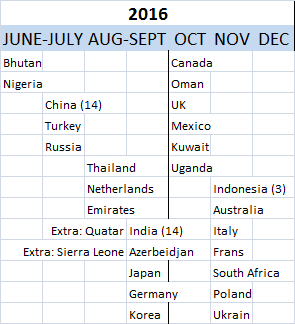 2016
JUNE-JULY AUG-SEPT OCT NOV DEC
Bhutan Canada
Nigeria Oman
China (14) UK
Turkey Mexico
Russia Kuwait
Thailand Uganda
Netherlands Indonesia (3)
Emirates Australia
Extra: Quatar India (14) Italy
Extra: Sierra Leone Azerbeidjan Frans
Japan South Africa
Germany Poland
Korea Ukrain